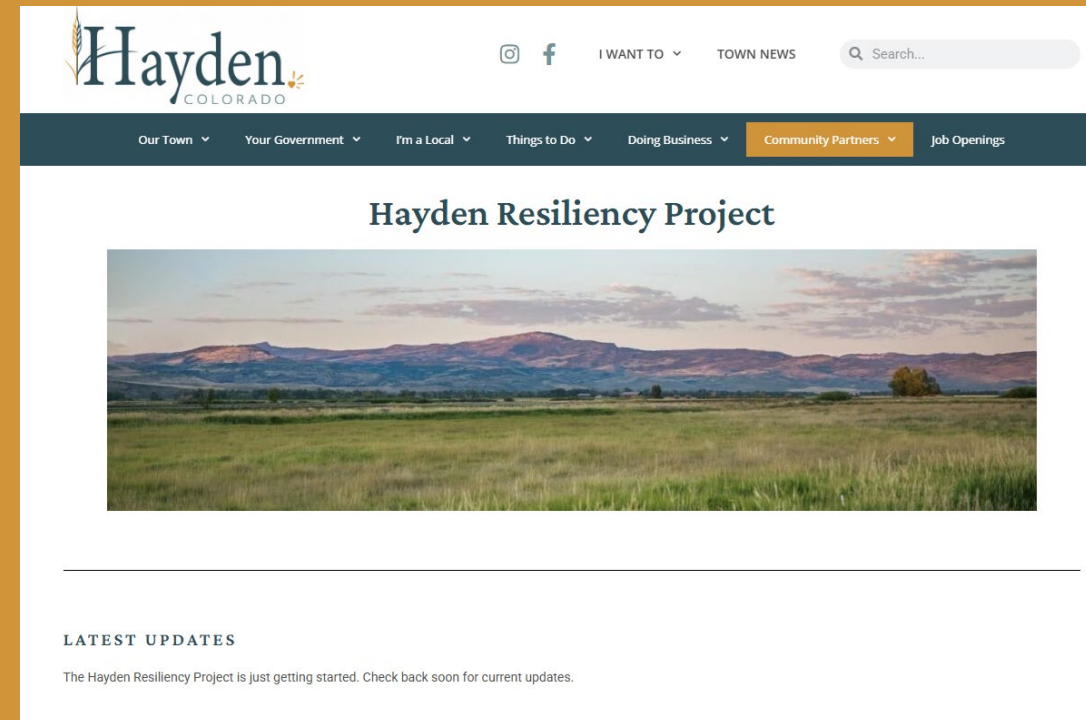 Hayden
COLORADO
I WANT TO
TOWN NEWS
Search...
Our Town
Your Government
I'm a Local
Things to Do
Doing Business
Community Partners
Job Openings
Hayden Resiliency Project
LATEST UPDATES
The Hayden Resiliency Project is just getting started. Check back soon for current updates.